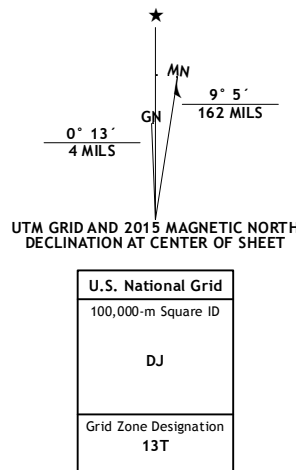 MN
GN
9° 5´
162 MILS
0° 13´
4 MILS
UTM GRID AND 2015 MAGNETIC NORTH
DECLINATION AT CENTER OF SHEET
U.S. National Grid
100,000-m Square ID
DJ
Grid Zone Designation
13T